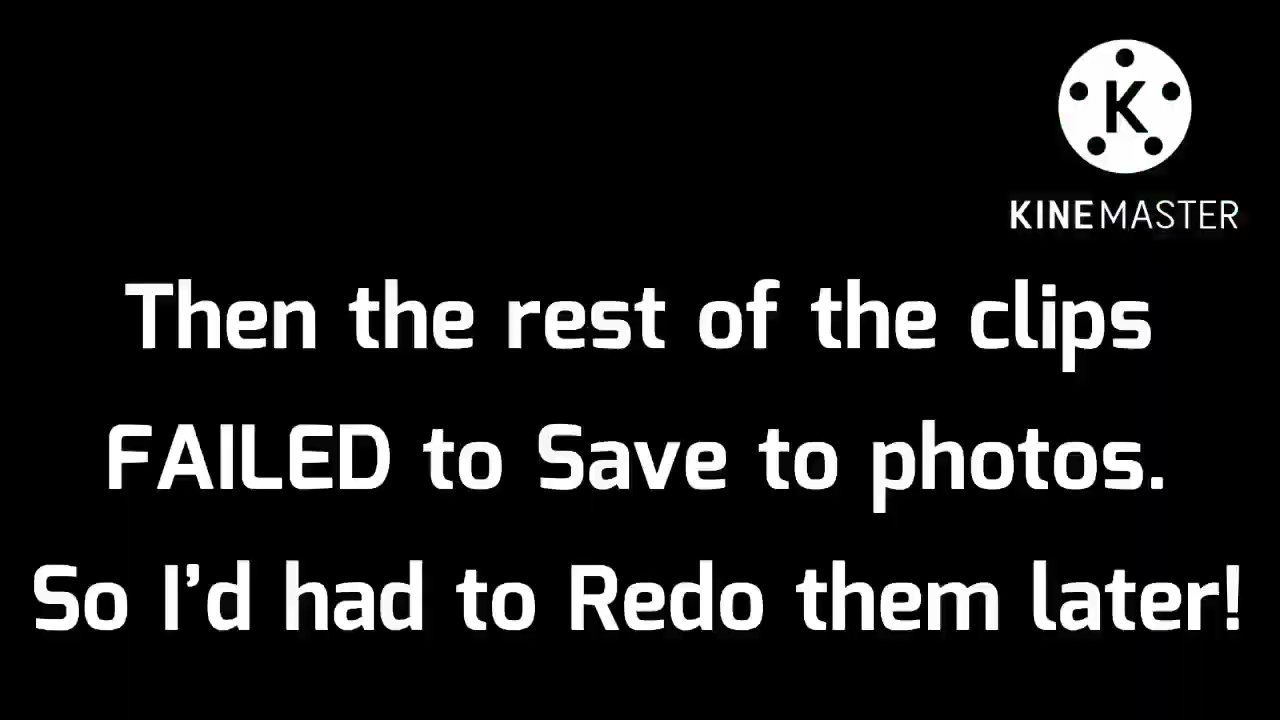 K
KINEMASTER
Then the rest of the clips
FAILED to Save to photos.
So I’d had to Redo them later!